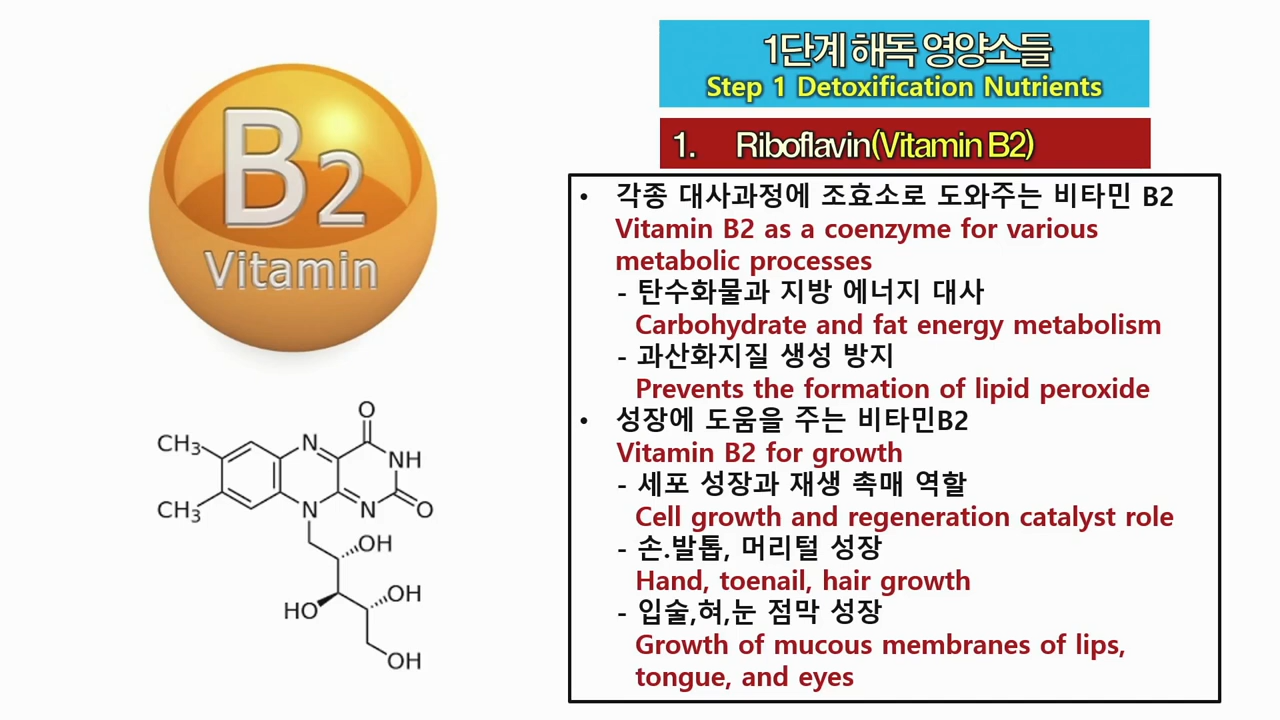 B2
Vitamin
CH3
CH3
N
N
N
O
NH
O
OH
OH
HO
OH
1단계 해독 영양소들
Step 1 Detoxification Nutrients
1. Riboflavin(Vitamin B2)
• 각종 대사과정에 조효소로 도와주는 비타민 B2
Vitamin B2 as a coenzyme for various
metabolic processes
- 탄수화물과 지방 에너지 대사
Carbohydrate and fat energy metabolism
- 과산화지질 생성 방지
Prevents the formation of lipid peroxide
• 성장에 도움을 주는 비타민B2
Vitamin B2 for growth
- 세포 성장과 재생 촉매 역할
Cell growth and regeneration catalyst role
- 손.발톱, 머리털 성장
Hand, toenail, hair growth
- 입술,혀,눈 점막 성장
Growth of mucous membranes of lips,
tongue, and eyes